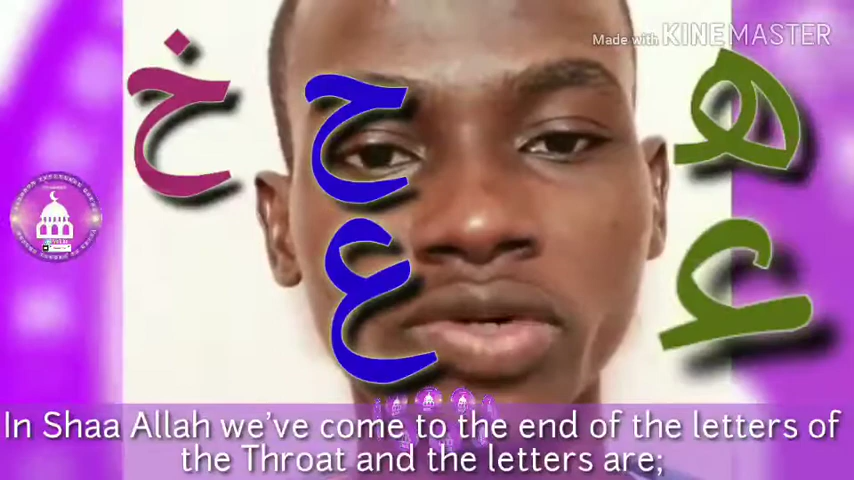 Made with KINEMASTER
خ
ح
ه
ع
ء
In Shaa Allah we've come to the end of the letters of
the Throat and the letters are;